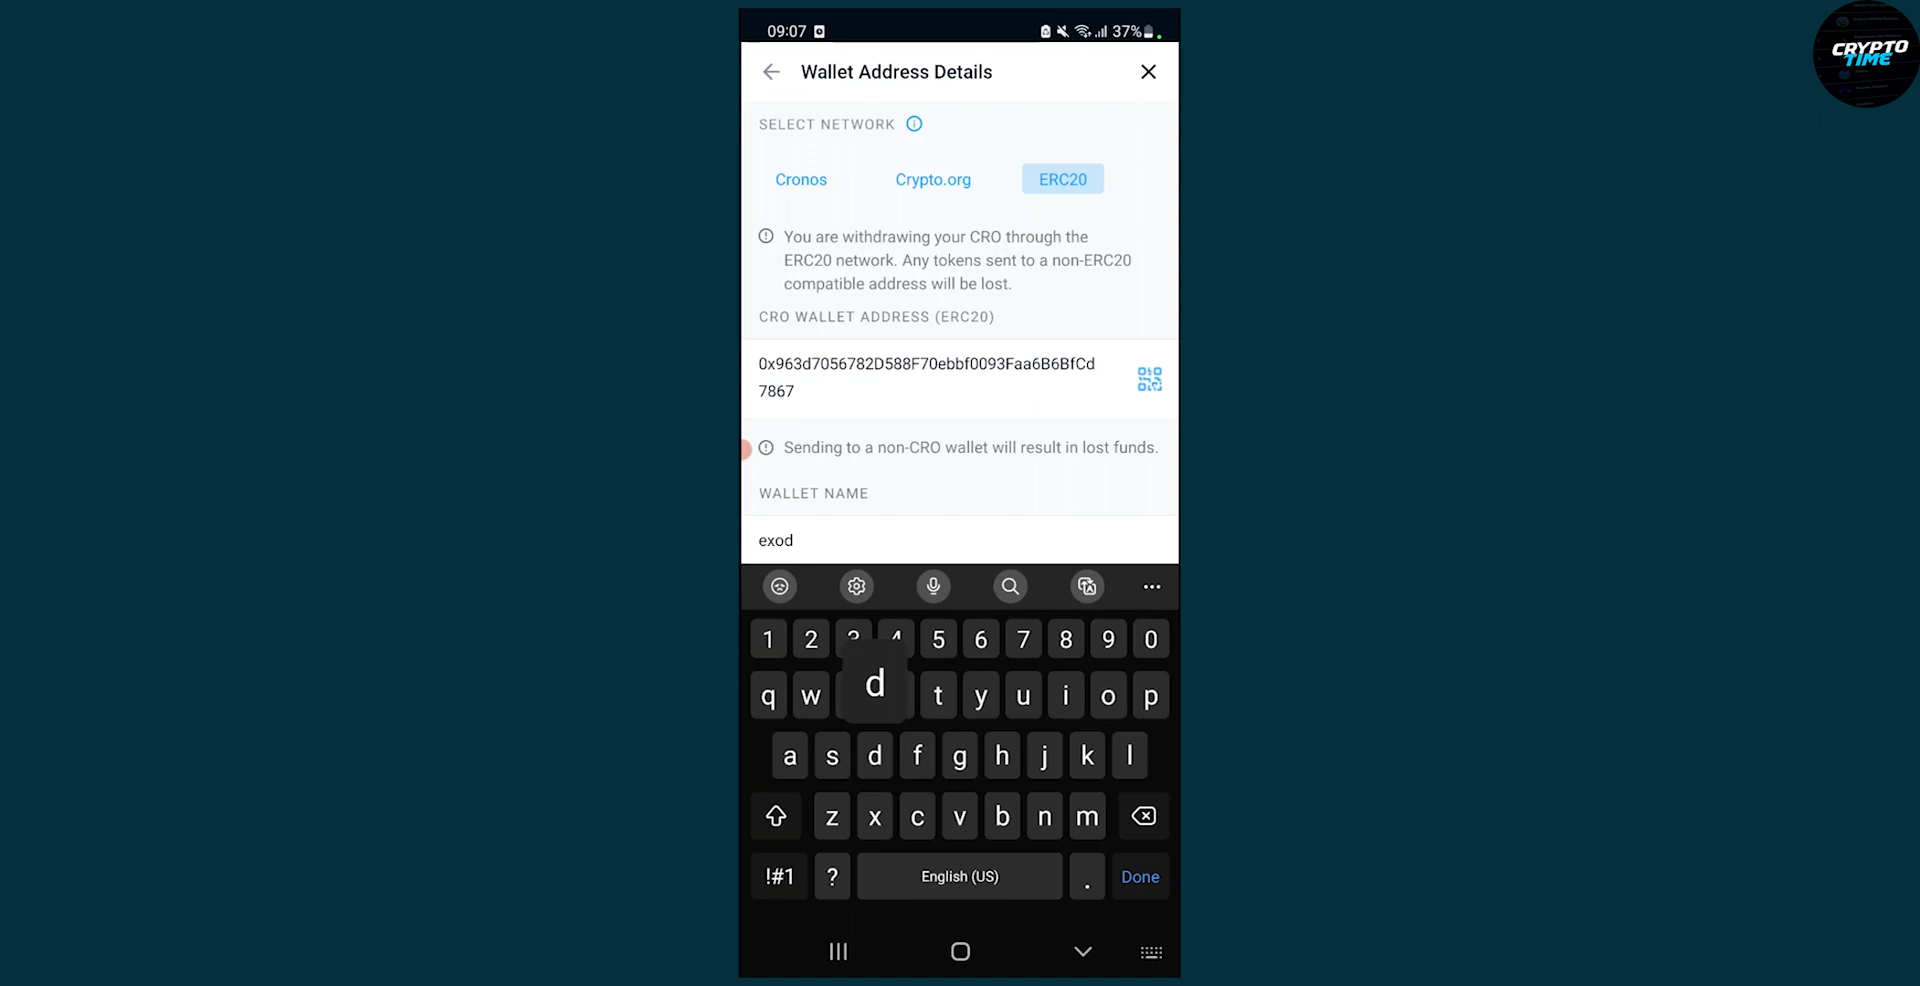 09:07
37%
CRYPTO
TIME
Wallet Address Details
SELECT NETWORK
Cronos Crypto.org ERC20
You are withdrawing your CRO through the
ERC20 network. Any tokens sent to a non-ERC20
compatible address will be lost.
CRO WALLET ADDRESS (ERC20)
0x963d7056782D588F70ebbf0093Faa6B6BfCd
7867
Sending to a non-CRO wallet will result in lost funds.
WALLET NAME
exod
1 2 3 4 5 6 7 8 9 0
q w d t y u i o p
a s d f g h j k l
z x c v b n m
!#1 ? English (US) . Done